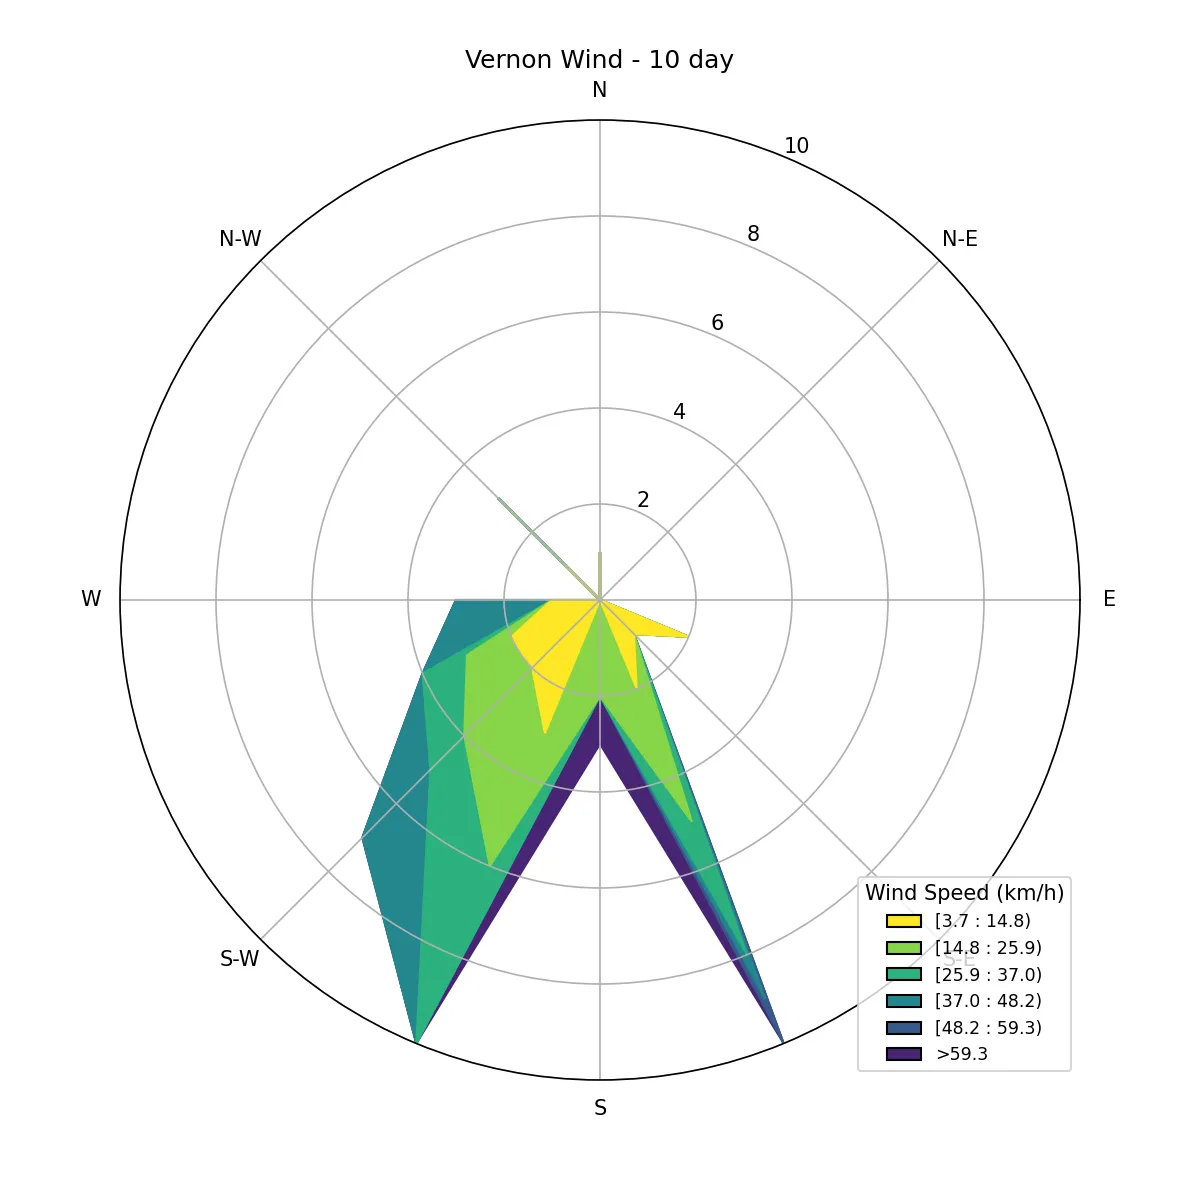 Vernon Wind - 10 day
N
10
N-W
8
N-E
6
4
2
W
E
S-W
S-E
S
Wind Speed (km/h)
[3.7 : 14.8)
[14.8 : 25.9)
[25.9 : 37.0)
[37.0 : 48.2)
[48.2 : 59.3)
>59.3